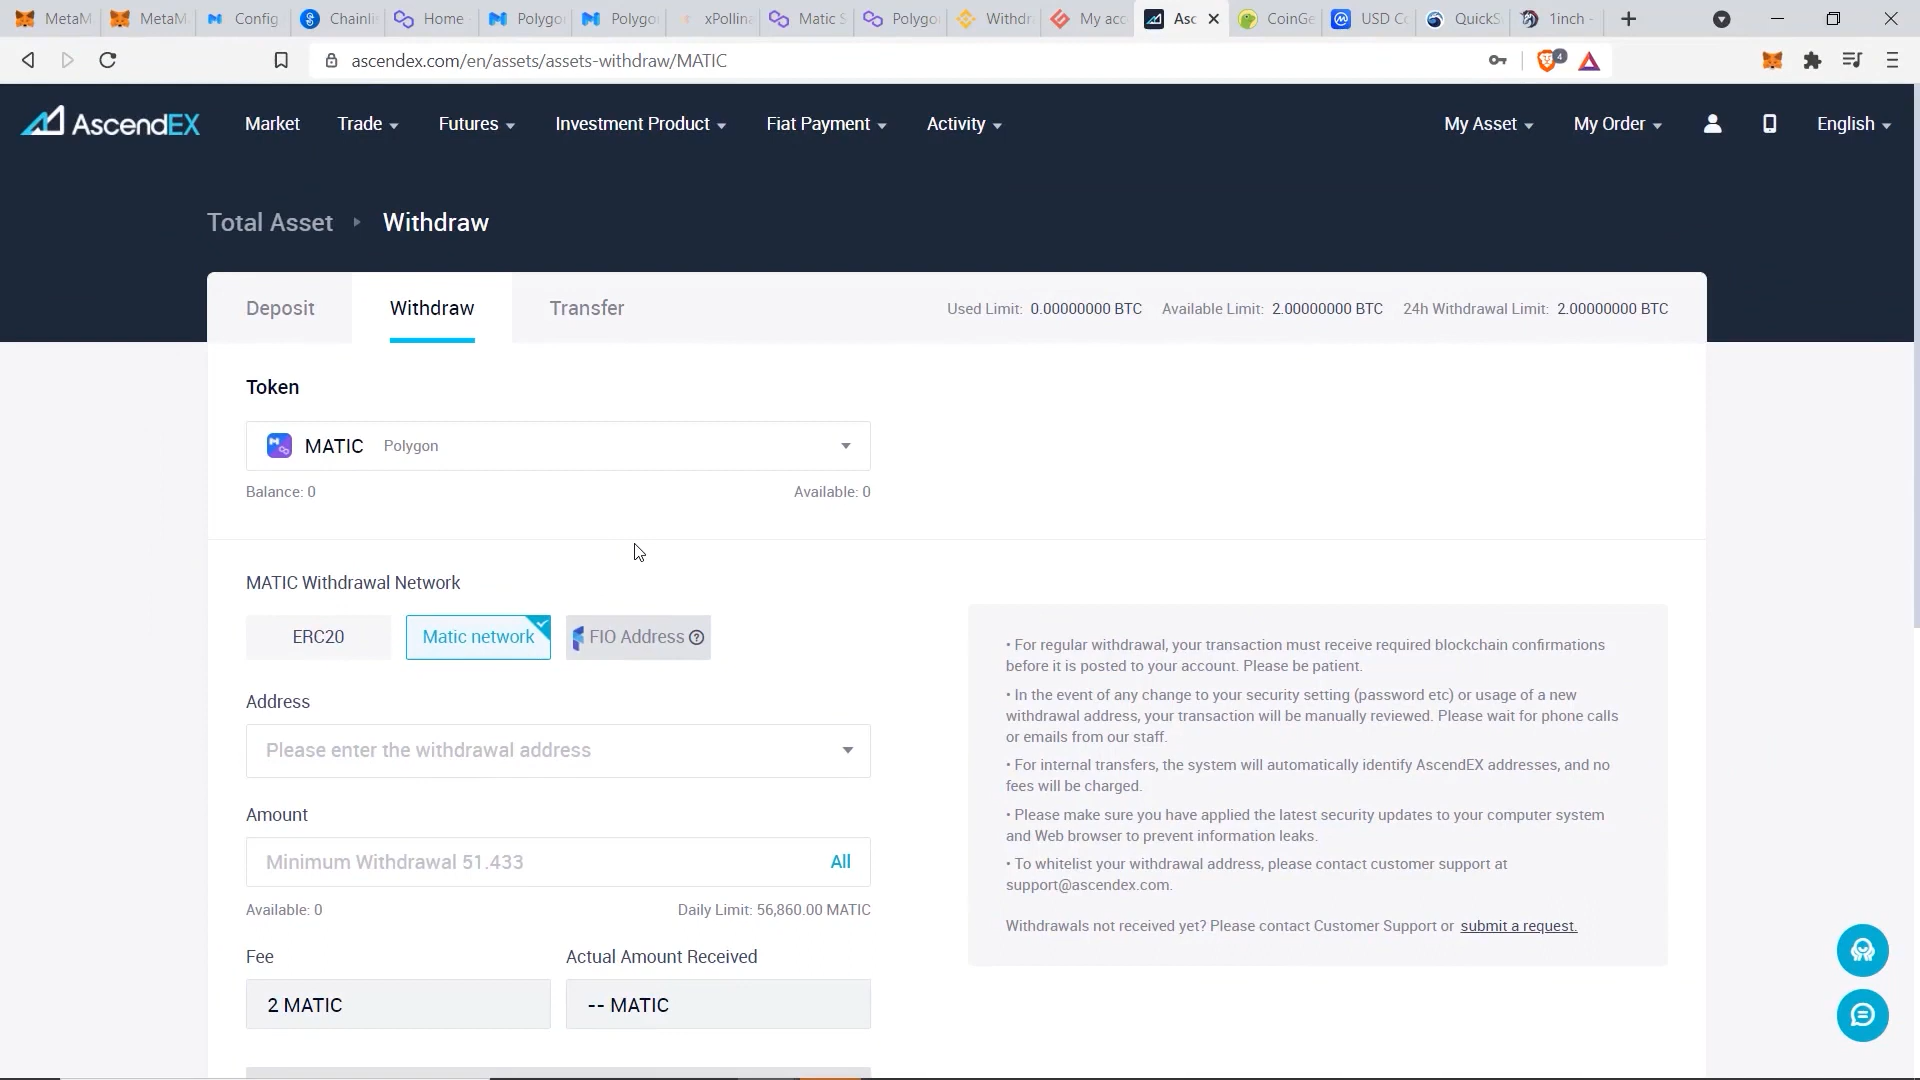 MetaM
MetaM
Config
Chainli
Home
Polygo
Polygo
xPollina
Matic S
Polygo
Withdra
My acc
Asc
CoinGe
USD C
QuickS
1inch -
ascendex.com/en/assets/assets-withdraw/MATIC
4
AscendEX
Market
Trade
Futures
Investment Product
Fiat Payment
Activity
My Asset
My Order
English
Total Asset
Withdraw
Deposit
Withdraw
Transfer
Used Limit: 0.00000000 BTC
Available Limit: 2.00000000 BTC
24h Withdrawal Limit: 2.00000000 BTC
Token
MATIC Polygon
Balance: 0
Available: 0
MATIC Withdrawal Network
ERC20
Matic network
FIO Address
Address
Please enter the withdrawal address
Amount
Minimum Withdrawal 51.433
All
Available: 0
Daily Limit: 56,860.00 MATIC
Fee
Actual Amount Received
2 MATIC
-- MATIC
• For regular withdrawal, your transaction must receive required blockchain confirmations
before it is posted to your account. Please be patient.
• In the event of any change to your security setting (password etc) or usage of a new
withdrawal address, your transaction will be manually reviewed. Please wait for phone calls
or emails from our staff.
• For internal transfers, the system will automatically identify AscendEX addresses, and no
fees will be charged.
• Please make sure you have applied the latest security updates to your computer system
and Web browser to prevent information leaks.
• To whitelist your withdrawal address, please contact customer support at
support@ascendex.com.
Withdrawals not received yet? Please contact Customer Support or submit a request.